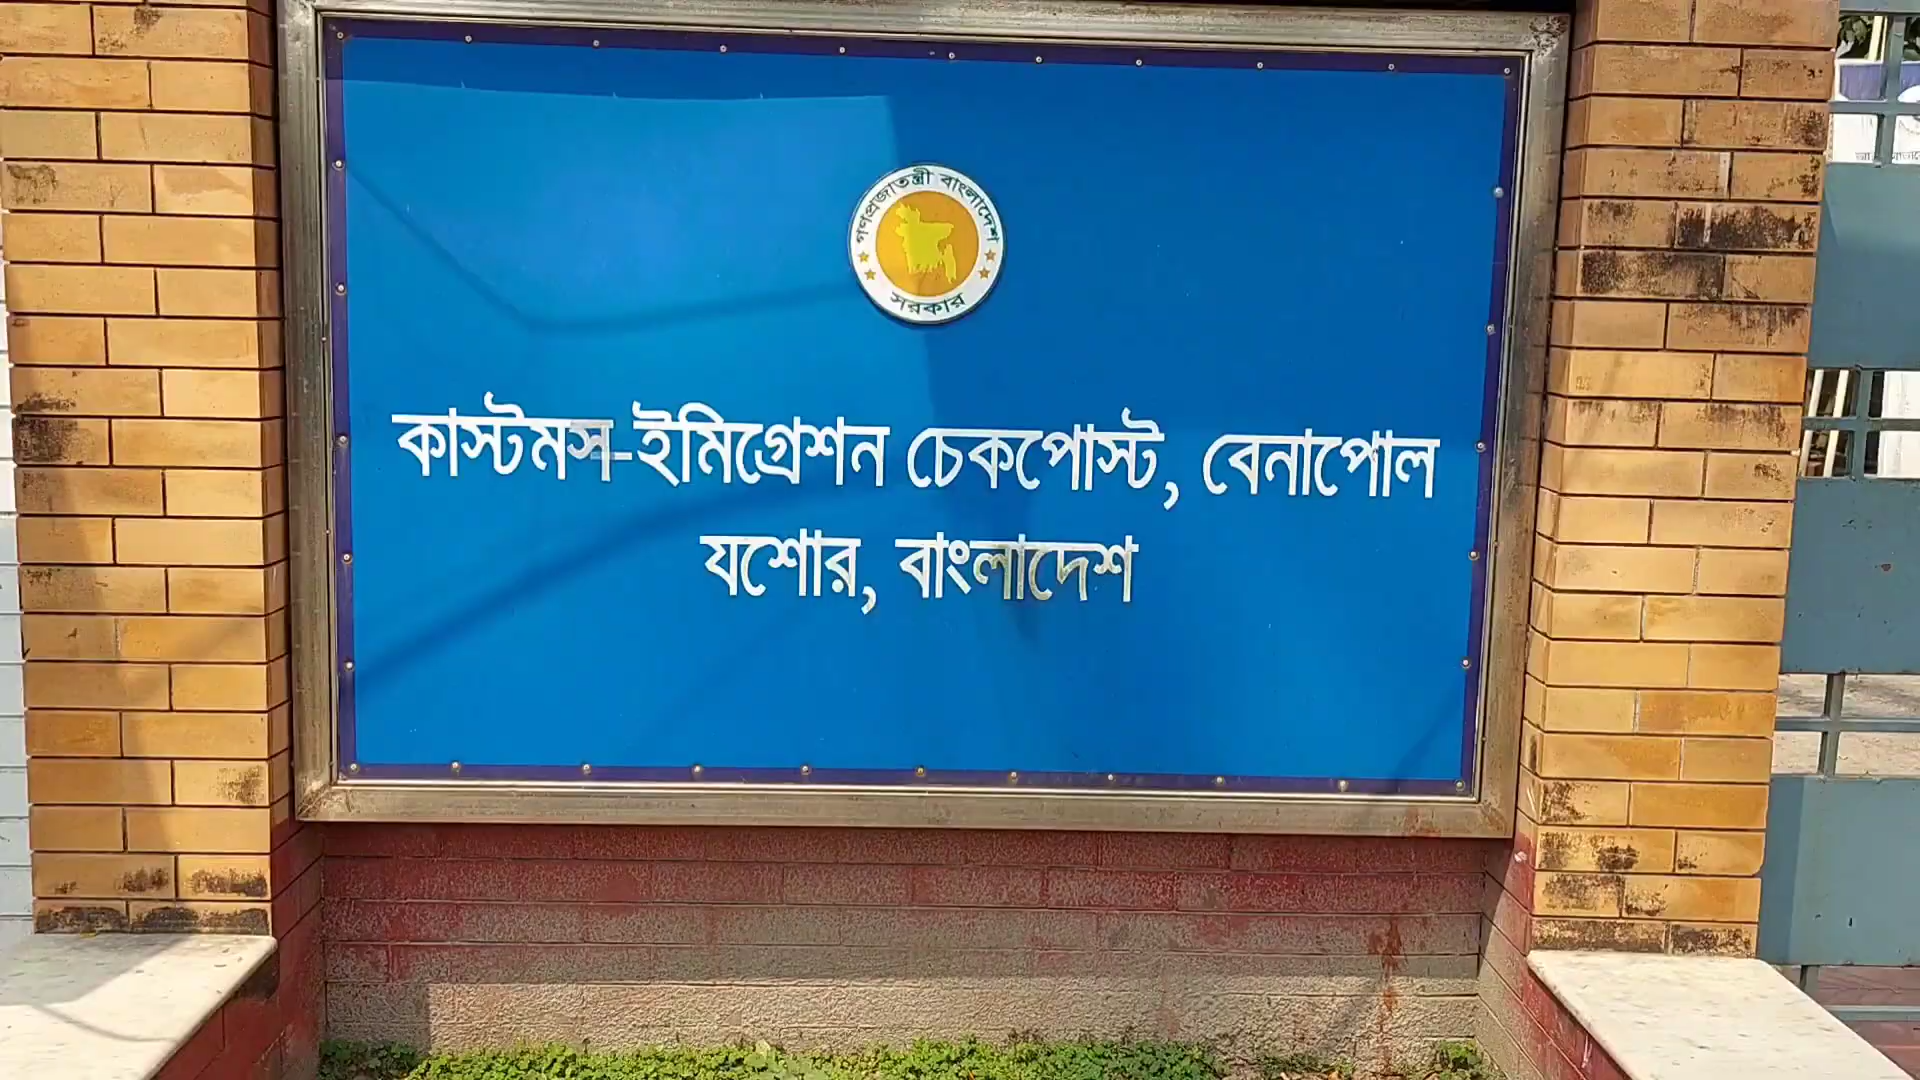 গণপ্রজাতন্ত্রী বাংলাদেশ
সরকার
কাস্টমস-ইমিগ্রেশন চেকপোস্ট, বেনাপোল
যশোর, বাংলাদেশ